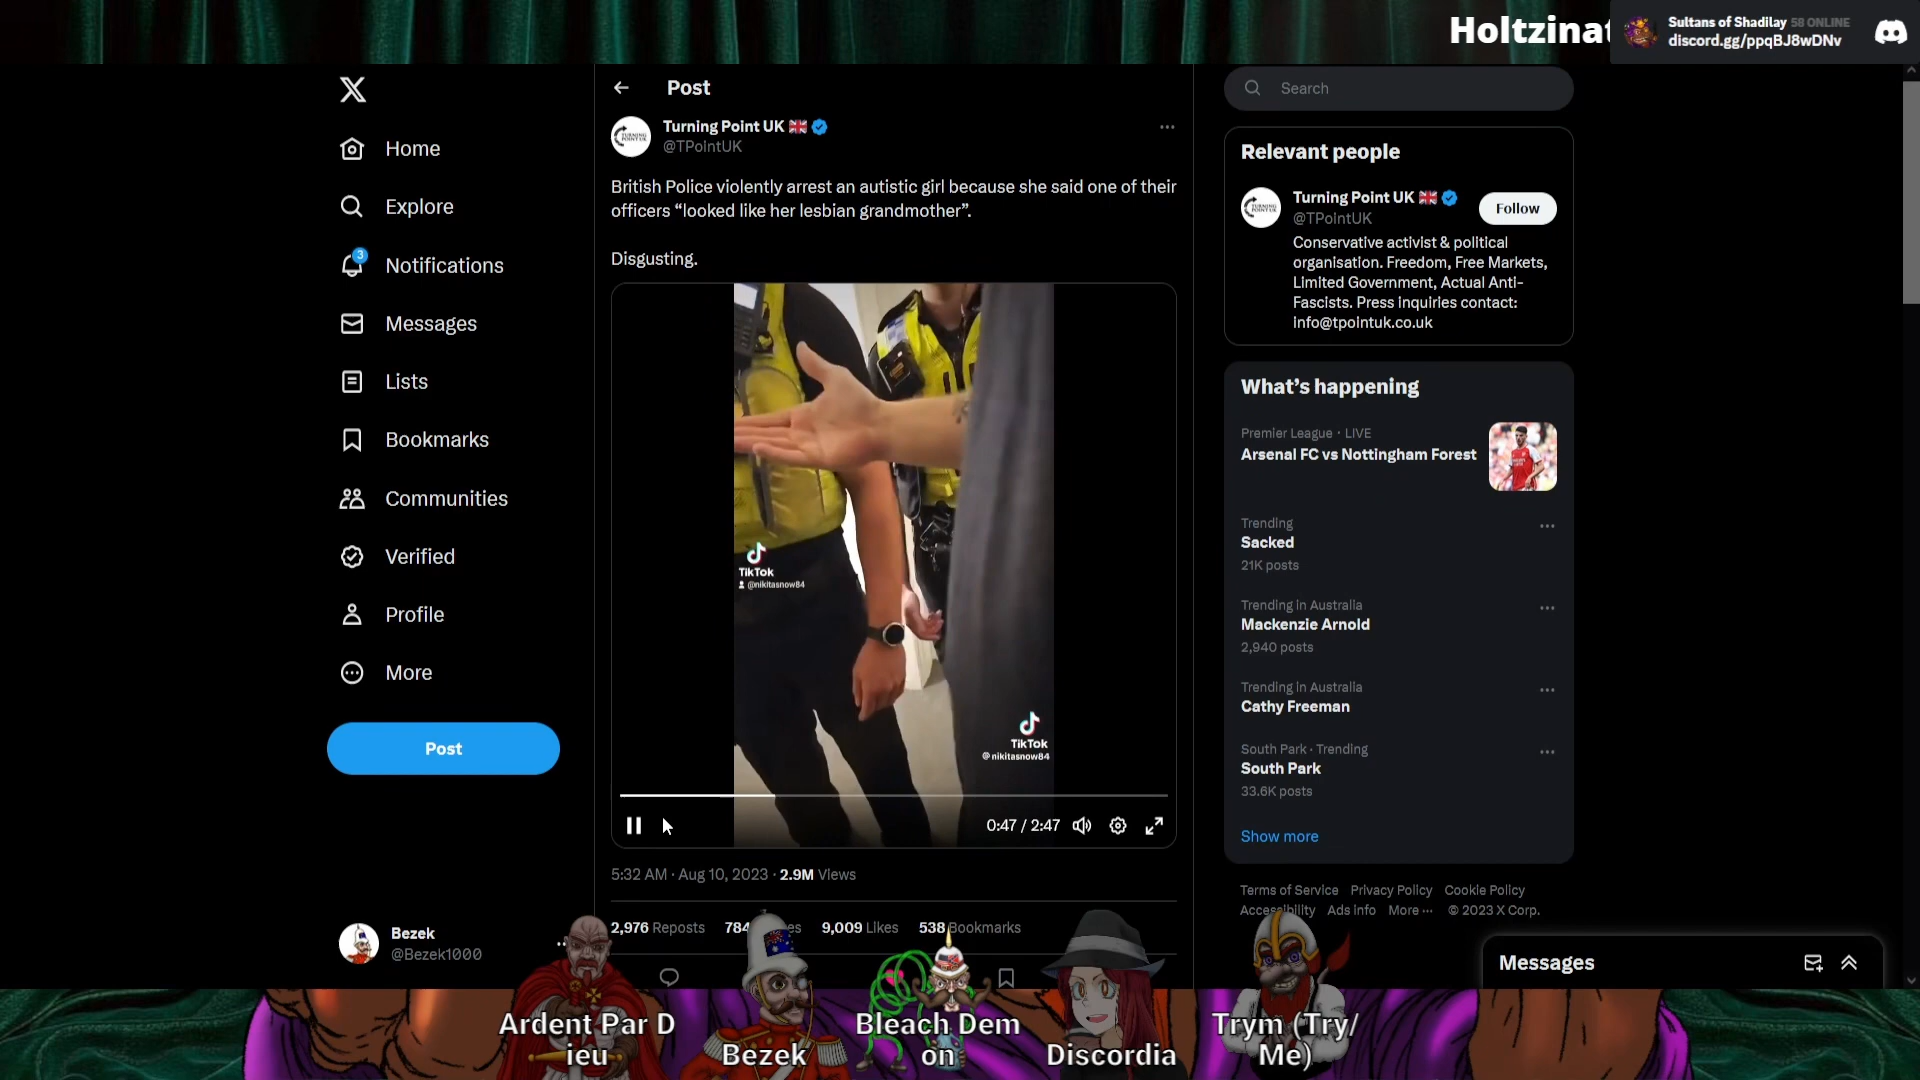 Holtzinat
Sultans of Shadilay 58 ONLINE
discord.gg/ppqBJ8wDNv
Home
Explore
3
Notifications
Messages
Lists
Bookmarks
Communities
Verified
Profile
More
Post
Bezek
@Bezek1000
Post
Turning Point UK
@TPointUK
British Police violently arrest an autistic girl because she said one of their
officers “looked like her lesbian grandmother”.
Disgusting.
TikTok
@nikitasnow84
TikTok
@nikitasnow84
0:47 / 2:47
5:32 AM · Aug 10, 2023 · 2.9M Views
2,976 Reposts 784 9,009 Likes 538 Bookmarks
Search
Relevant people
Turning Point UK
@TPointUK
Follow
Conservative activist & political
organisation. Freedom, Free Markets,
Limited Government, Actual Anti-
Fascists. Press inquiries contact:
info@tpointuk.co.uk
What’s happening
Premier League · LIVE
Arsenal FC vs Nottingham Forest
Trending
Sacked
21K posts
Trending in Australia
Mackenzie Arnold
2,940 posts
Trending in Australia
Cathy Freeman
South Park · Trending
South Park
33.6K posts
Show more
Terms of Service Privacy Policy Cookie Policy
Accessibility Ads info More ··· © 2023 X Corp.
Messages
Ardent Par D
ieu
Bezek
Bleach Dem
on
Discordia
Trym (Try/
Me)